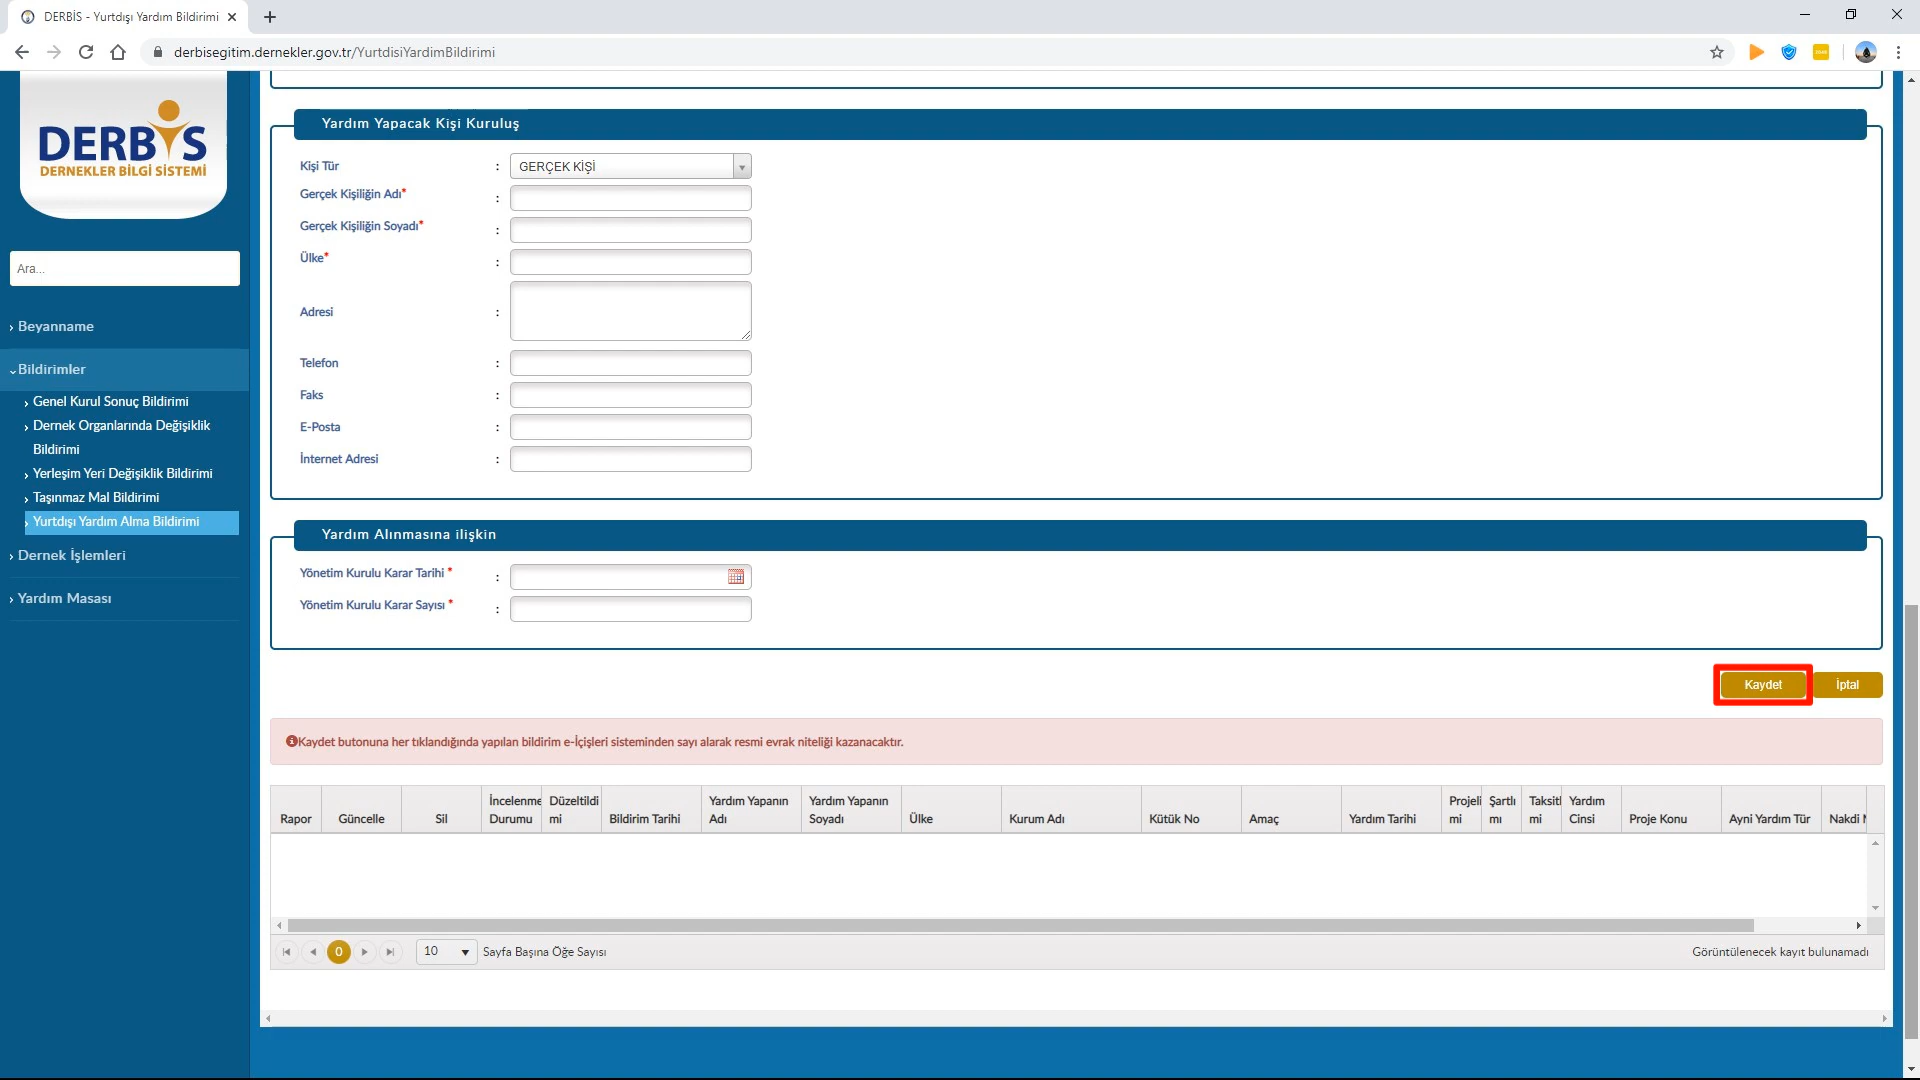 DERBİS - Yurtdışı Yardım Bildirimi
derbisegitim.dernekler.gov.tr/YurtdisiYardimBildirimi
DERBİS
DERNEKLER BİLGİ SİSTEMİ
Ara...
Beyanname
Bildirimler
Genel Kurul Sonuç Bildirimi
Dernek Organlarında Değişiklik
Bildirimi
Yerleşim Yeri Değişiklik Bildirimi
Taşınmaz Mal Bildirimi
Yurtdışı Yardım Alma Bildirimi
Dernek İşlemleri
Yardım Masası
Yardım Yapacak Kişi Kuruluş
Kişi Tür : GERÇEK KİŞİ
Gerçek Kişiliğin Adı* :
Gerçek Kişiliğin Soyadı* :
Ülke* :
Adresi :
Telefon :
Faks :
E-Posta :
İnternet Adresi :
Yardım Alınmasına ilişkin
Yönetim Kurulu Karar Tarihi * :
Yönetim Kurulu Karar Sayısı * :
Kaydet İptal
Kaydet butonuna her tıklandığında yapılan bildirim e-İçişleri sisteminden sayı alarak resmi evrak niteliği kazanacaktır.
Rapor
Güncelle
Sil
İncelenme
Durumu
Düzeltildi
mi
Bildirim Tarihi
Yardım Yapanın
Adı
Yardım Yapanın
Soyadı
Ülke
Kurum Adı
Kütük No
Amaç
Yardım Tarihi
Projeli
mi
Şartlı
mı
Taksitl
mi
Yardım
Cinsi
Proje Konu
Ayni Yardım Tür
Nakdi
0 10 Sayfa Başına Öğe Sayısı
Görüntülenecek kayıt bulunamadı